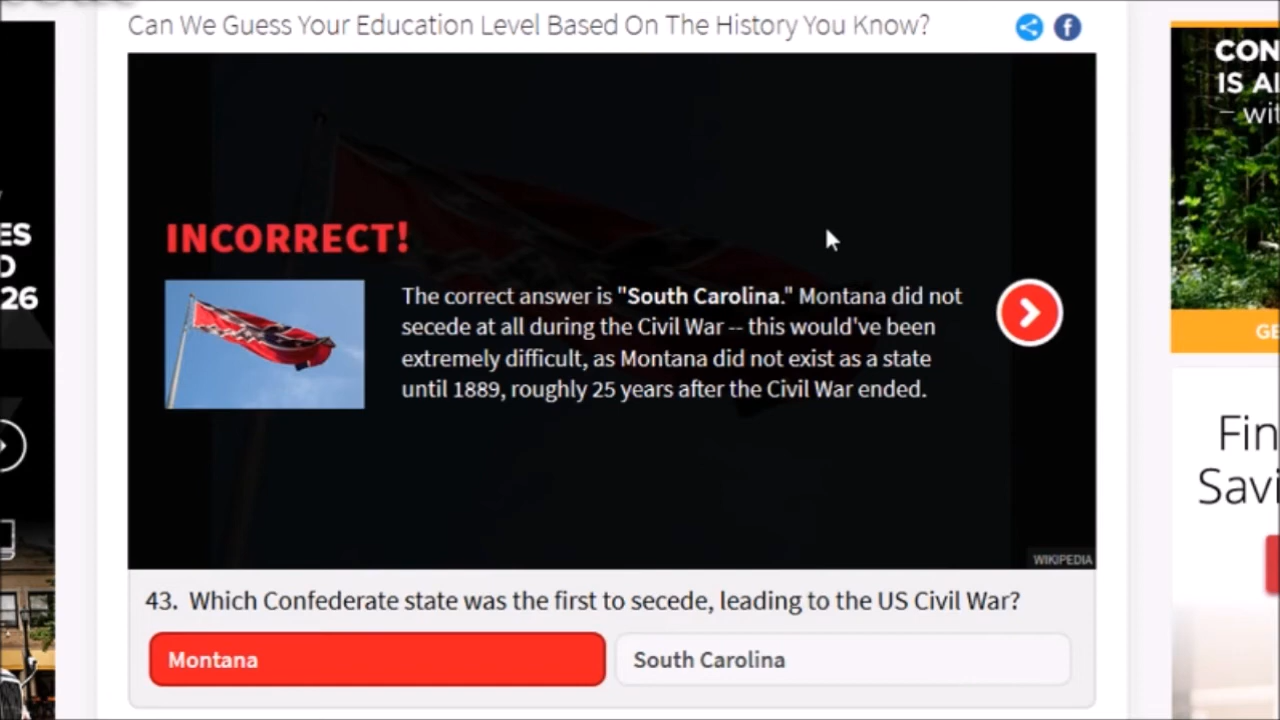 Can We Guess Your Education Level Based On The History You Know?
CON
IS A
– wit
ES
26
INCORRECT!
The correct answer is "South Carolina." Montana did not
secede at all during the Civil War -- this would've been
extremely difficult, as Montana did not exist as a state
until 1889, roughly 25 years after the Civil War ended.
GE
Fin
Savi
WIKIPEDIA
43. Which Confederate state was the first to secede, leading to the US Civil War?
Montana
South Carolina